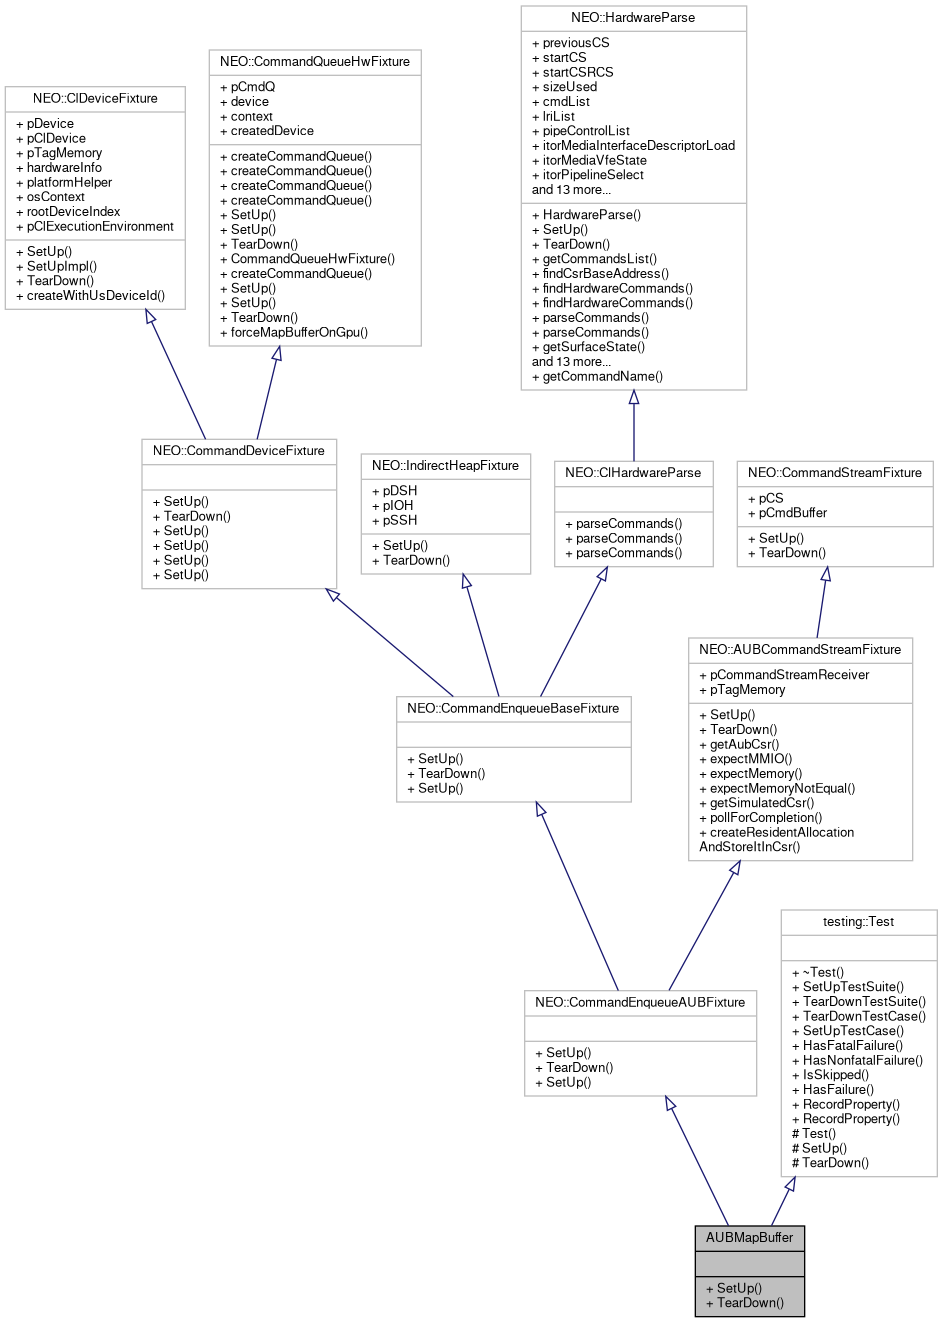 NEO::HardwareParse
+ previousCS
+ startCS
+ startCSRCS
+ sizeUsed
+ cmdList
+ lriList
+ pipeControlList
+ itorMediaInterfaceDescriptorLoad
+ itorMediaVfeState
+ itorPipelineSelect
and 13 more...
+ HardwareParse()
+ SetUp()
+ TearDown()
+ getCommandsList()
+ findCsrBaseAddress()
+ findHardwareCommands()
+ findHardwareCommands()
+ parseCommands()
+ parseCommands()
+ getSurfaceState()
and 13 more...
+ getCommandName()
NEO::CommandQueueHwFixture
+ pCmdQ
+ device
+ context
+ createdDevice
+ createCommandQueue()
+ createCommandQueue()
+ createCommandQueue()
+ createCommandQueue()
+ SetUp()
+ SetUp()
+ TearDown()
+ CommandQueueHwFixture()
+ createCommandQueue()
+ SetUp()
+ SetUp()
+ TearDown()
+ forceMapBufferOnGpu()
NEO::ClDeviceFixture
+ pDevice
+ pClDevice
+ pTagMemory
+ hardwareInfo
+ platformHelper
+ osContext
+ rootDeviceIndex
+ pClExecutionEnvironment
+ SetUp()
+ SetUpImpl()
+ TearDown()
+ createWithUsDeviceId()
NEO::CommandDeviceFixture
+ SetUp()
+ TearDown()
+ SetUp()
+ SetUp()
+ SetUp()
+ SetUp()
NEO::IndirectHeapFixture
+ pDSH
+ pIOH
+ pSSH
+ SetUp()
+ TearDown()
NEO::ClHardwareParse
+ parseCommands()
+ parseCommands()
+ parseCommands()
NEO::CommandStreamFixture
+ pCS
+ pCmdBuffer
+ SetUp()
+ TearDown()
NEO::AUBCommandStreamFixture
+ pCommandStreamReceiver
+ pTagMemory
+ SetUp()
+ TearDown()
+ getAubCsr()
+ expectMMIO()
+ expectMemory()
+ expectMemoryNotEqual()
+ getSimulatedCsr()
+ pollForCompletion()
+ createResidentAllocation
AndStoreItInCsr()
NEO::CommandEnqueueBaseFixture
+ SetUp()
+ TearDown()
+ SetUp()
testing::Test
+ ~Test()
+ SetUpTestSuite()
+ TearDownTestSuite()
+ TearDownTestCase()
+ SetUpTestCase()
+ HasFatalFailure()
+ HasNonfatalFailure()
+ IsSkipped()
+ HasFailure()
+ RecordProperty()
+ RecordProperty()
# Test()
# SetUp()
# TearDown()
NEO::CommandEnqueueAUBFixture
+ SetUp()
+ TearDown()
+ SetUp()
AUBMapBuffer
+ SetUp()
+ TearDown()